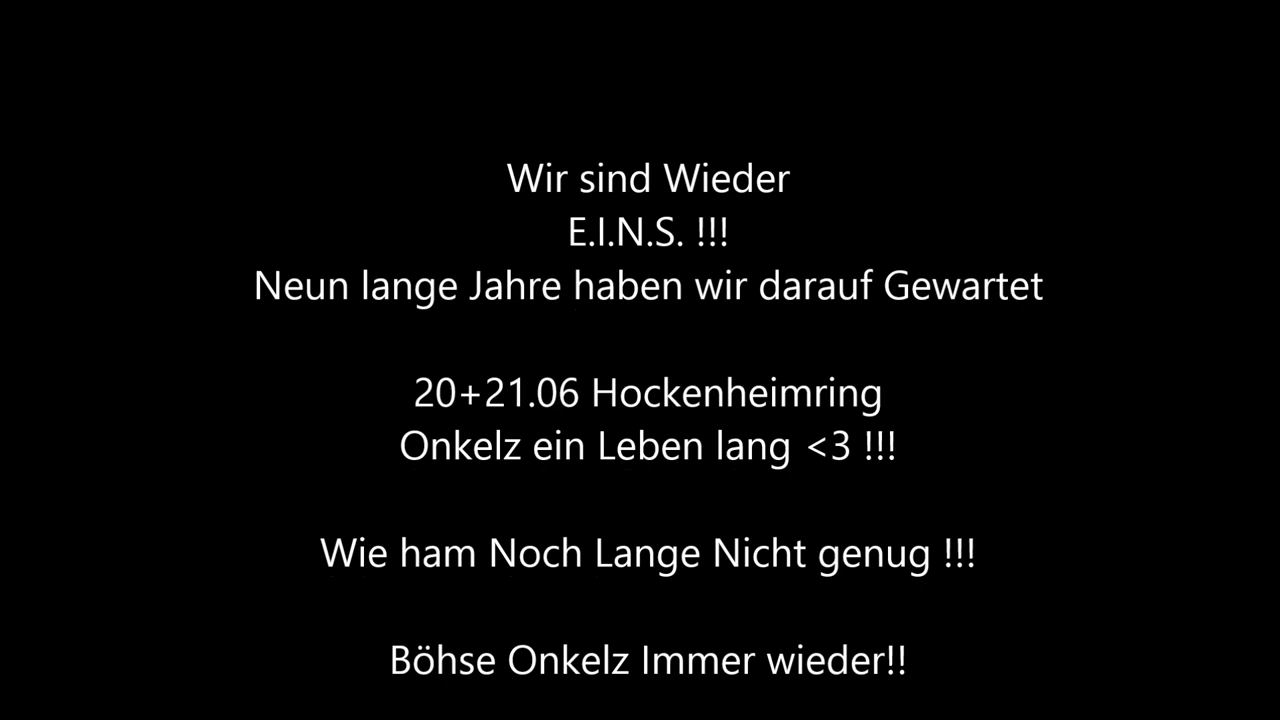 Wir sind Wieder
E.I.N.S. !!!
Neun lange Jahre haben wir darauf Gewartet
20+21.06 Hockenheimring
Onkelz ein Leben lang <3 !!!
Wie ham Noch Lange Nicht genug !!!
Böhse Onkelz Immer wieder!!